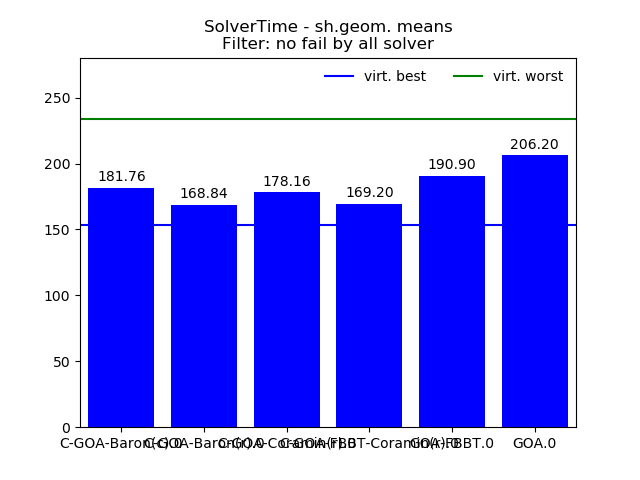 SolverTime - sh.geom. means
Filter: no fail by all solver
virt. best virt. worst
250
200
150
100
50
0
181.76 168.84 178.16 169.20 190.90 206.20
GOA.0